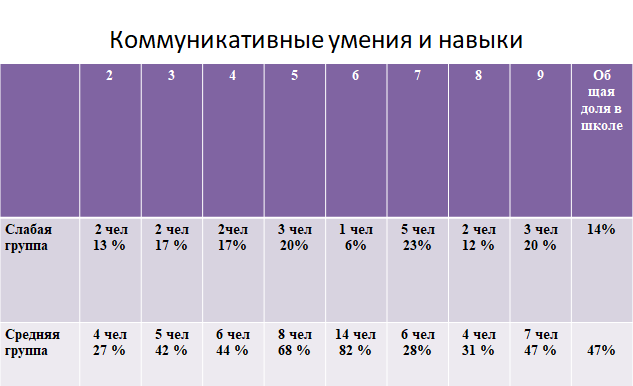 Коммуникативные умения и навыки
2 3 4 5 6 7 8 9 Об
щая
доля в
школе
Слабая 2 чел 2 чел 2чел 3 чел 1 чел 5 чел 2 чел 3 чел 14%
группа 13 % 17 % 17% 20% 6% 23% 12 % 20 %
Средняя 4 чел 5 чел 6 чел 8 чел 14 чел 6 чел 4 чел 7 чел
группа 27 % 42 % 44 % 68 % 82 % 28% 31 % 47 % 47%